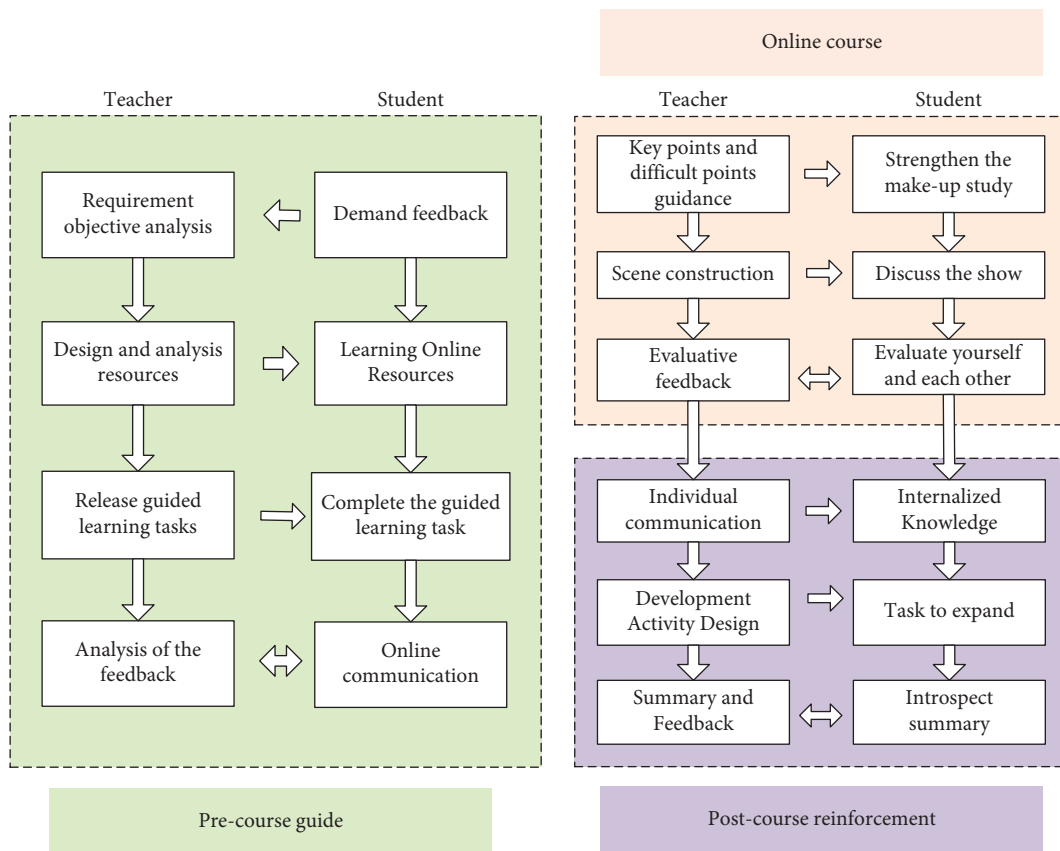 Online course
Teacher
Student
Requirement
objective analysis
Demand feedback
Design and analysis
resources
Learning Online
Resources
Release guided
learning tasks
Complete the guided
learning task
Analysis of the
feedback
Online
communication
Pre-course guide
Teacher
Student
Key points and
difficult points
guidance
Strengthen the
make-up study
Scene construction
Discuss the show
Evaluative
feedback
Evaluate yourself
and each other
Individual
communication
Internalized
Knowledge
Development
Activity Design
Task to expand
Summary and
Feedback
Introspect
summary
Post-course reinforcement